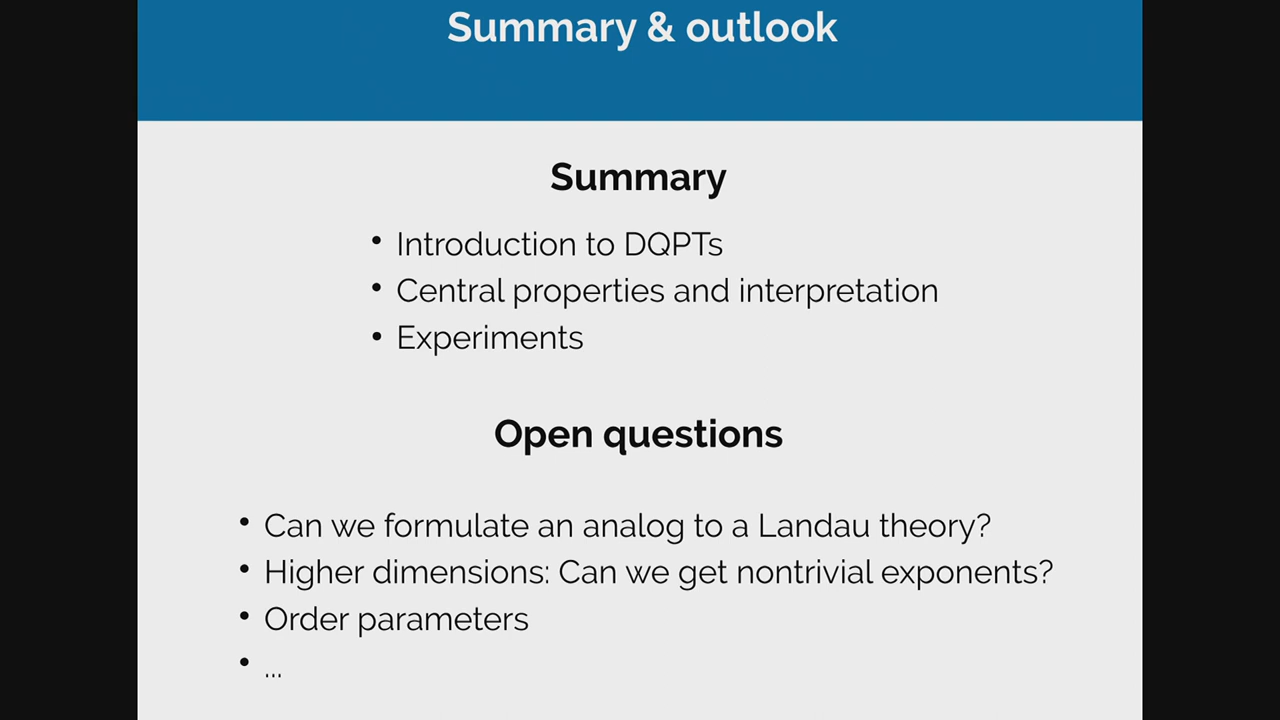 Summary & outlook
Summary
• Introduction to DQPTs
• Central properties and interpretation
• Experiments
Open questions
• Can we formulate an analog to a Landau theory?
• Higher dimensions: Can we get nontrivial exponents?
• Order parameters
• ...